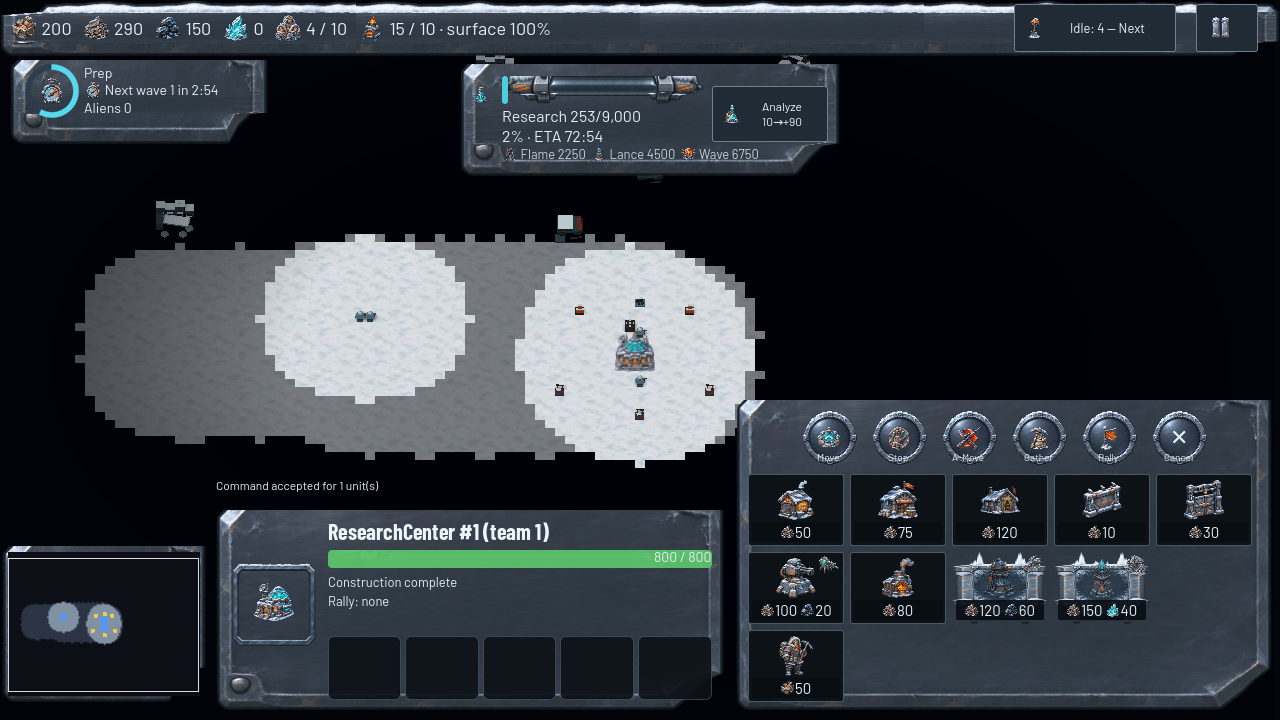 200 290 150 0 4 / 10 15 / 10 · surface 100%
Idle: 4 – Next
Prep
Next wave 1 in 2:54
Aliens 0
Research 253/9,000
2% · ETA 72:54
Flame 2250 Lance 4500 Wave 6750
Analyze
10→+90
Command accepted for 1 unit(s)
ResearchCenter #1 (team 1)
800 / 800
Construction complete
Rally: none
Move Stop A-Move Gather Rally Cancel
50 75 120 10 30
100 20 80 120 60 150 40
50